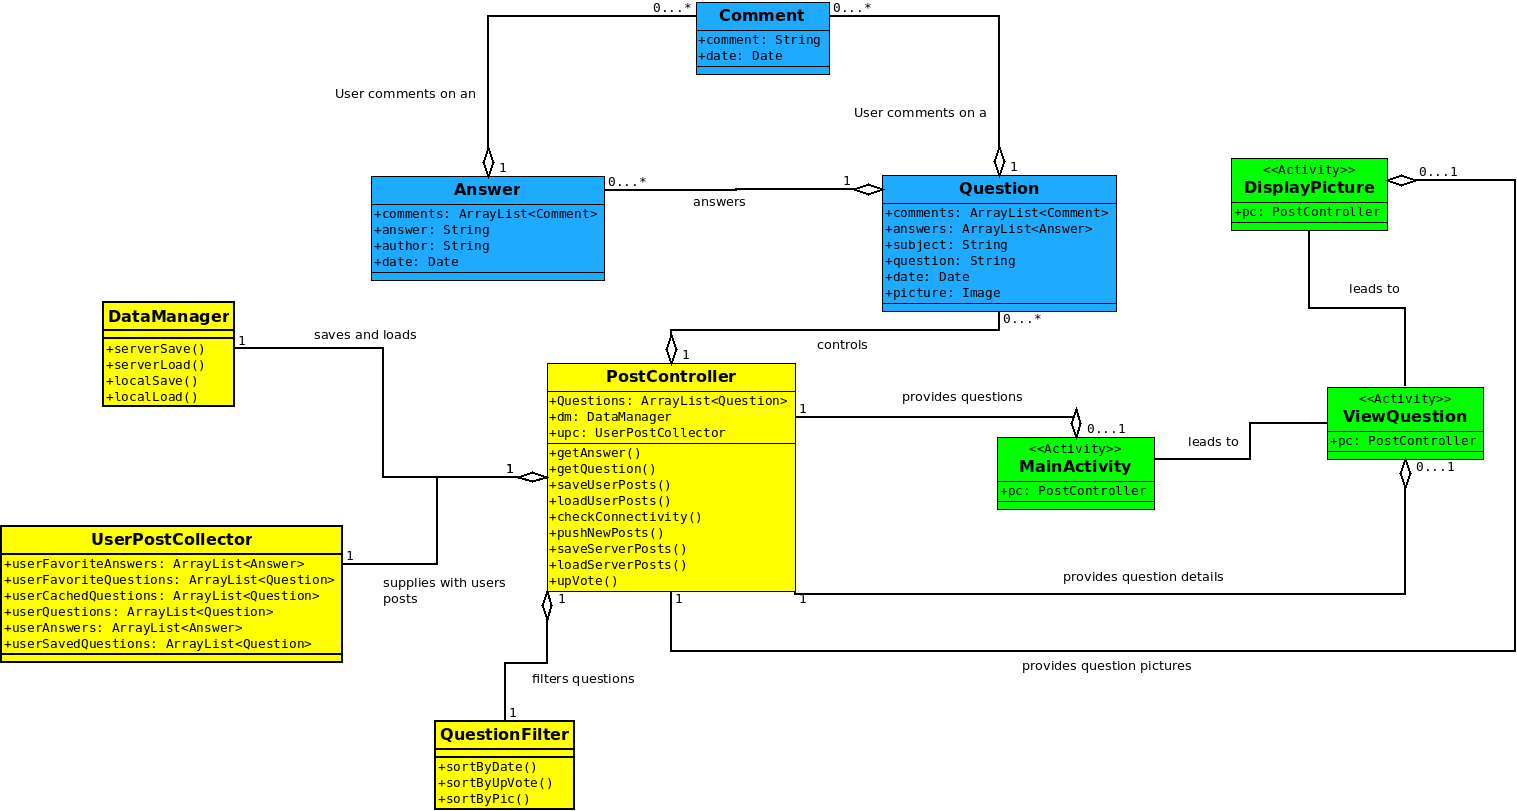 0...*
Comment
0...*
+comment: String
+date: Date
User comments on an
User comments on a
1
1
Answer
+comments: ArrayList<Comment>
+answer: String
+author: String
+date: Date
0...*
answers
1
Question
+comments: ArrayList<Comment>
+answers: ArrayList<Answer>
+subject: String
+question: String
+date: Date
+picture: Image
0...*
<<Activity>>
DisplayPicture
+pc: PostController
0...1
leads to
DataManager
+serverSave()
+serverLoad()
+localSave()
+localLoad()
1
saves and loads
controls
1
PostController
+Questions: ArrayList<Question>
+dm: DataManager
+upc: UserPostCollector
+getAnswer()
+getQuestion()
+saveUserPosts()
+loadUserPosts()
+checkConnectivity()
+pushNewPosts()
+saveServerPosts()
+loadServerPosts()
+upVote()
1
provides questions
0...1
<<Activity>>
MainActivity
+pc: PostController
leads to
<<Activity>>
ViewQuestion
+pc: PostController
0...1
1
UserPostCollector
+userFavoriteAnswers: ArrayList<Answer>
+userFavoriteQuestions: ArrayList<Question>
+userCachedQuestions: ArrayList<Question>
+userQuestions: ArrayList<Question>
+userAnswers: ArrayList<Answer>
+userSavedQuestions: ArrayList<Question>
1
supplies with users
posts
provides question details
1
1
1
provides question pictures
filters questions
1
QuestionFilter
+sortByDate()
+sortByUpVote()
+sortByPic()